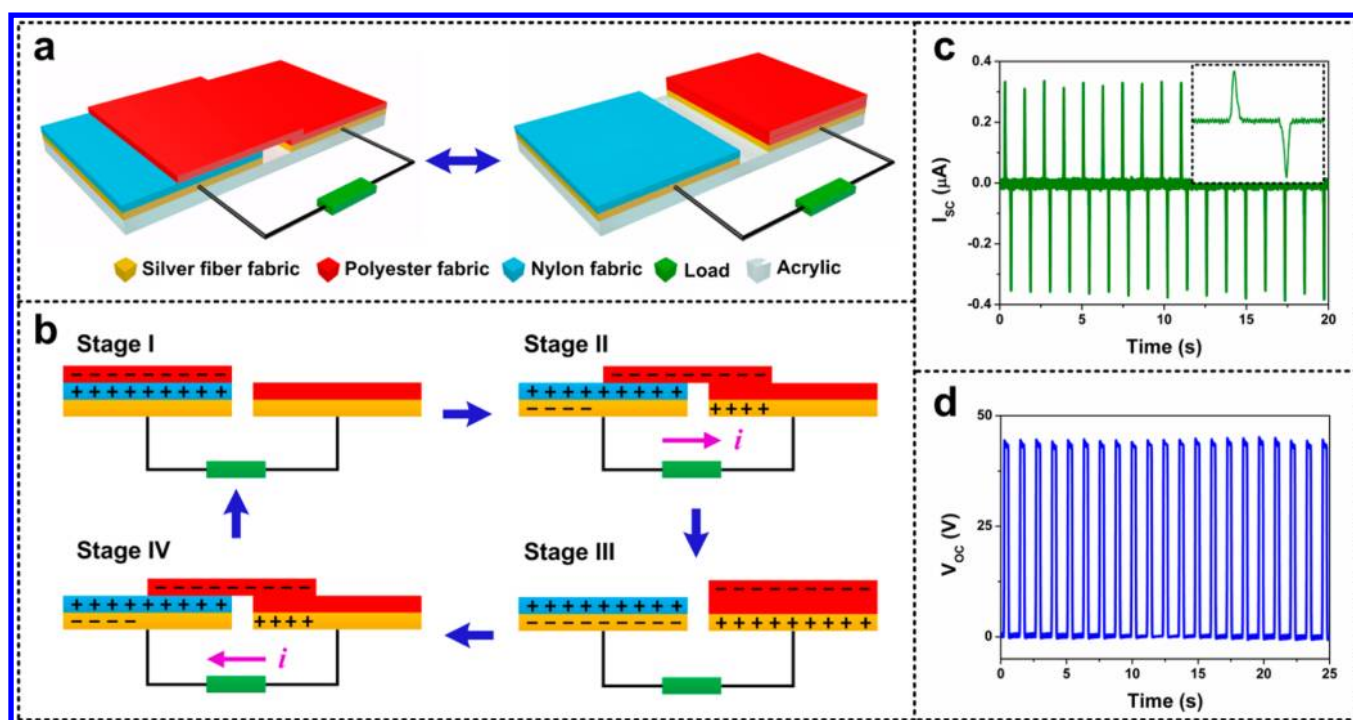 a
Silver fiber fabric Polyester fabric Nylon fabric Load Acrylic
b
Stage I
− − − − − − − − −
+ + + + + + + + +
Stage II
− − − − − − − − −
+ + + + + + + + +
− − − − + + + +
i
Stage IV
− − − − − − − − −
+ + + + + + + + +
− − − − + + + +
i
Stage III
− − − − − − − − −
+ + + + + + + + +
− − − − − − − − − + + + + + + + +
c
0.4
0.2
0.0
-0.2
-0.4
I_SC (μA)
0 5 10 15 20
Time (s)
d
50
25
0
V_OC (V)
0 5 10 15 20 25
Time (s)